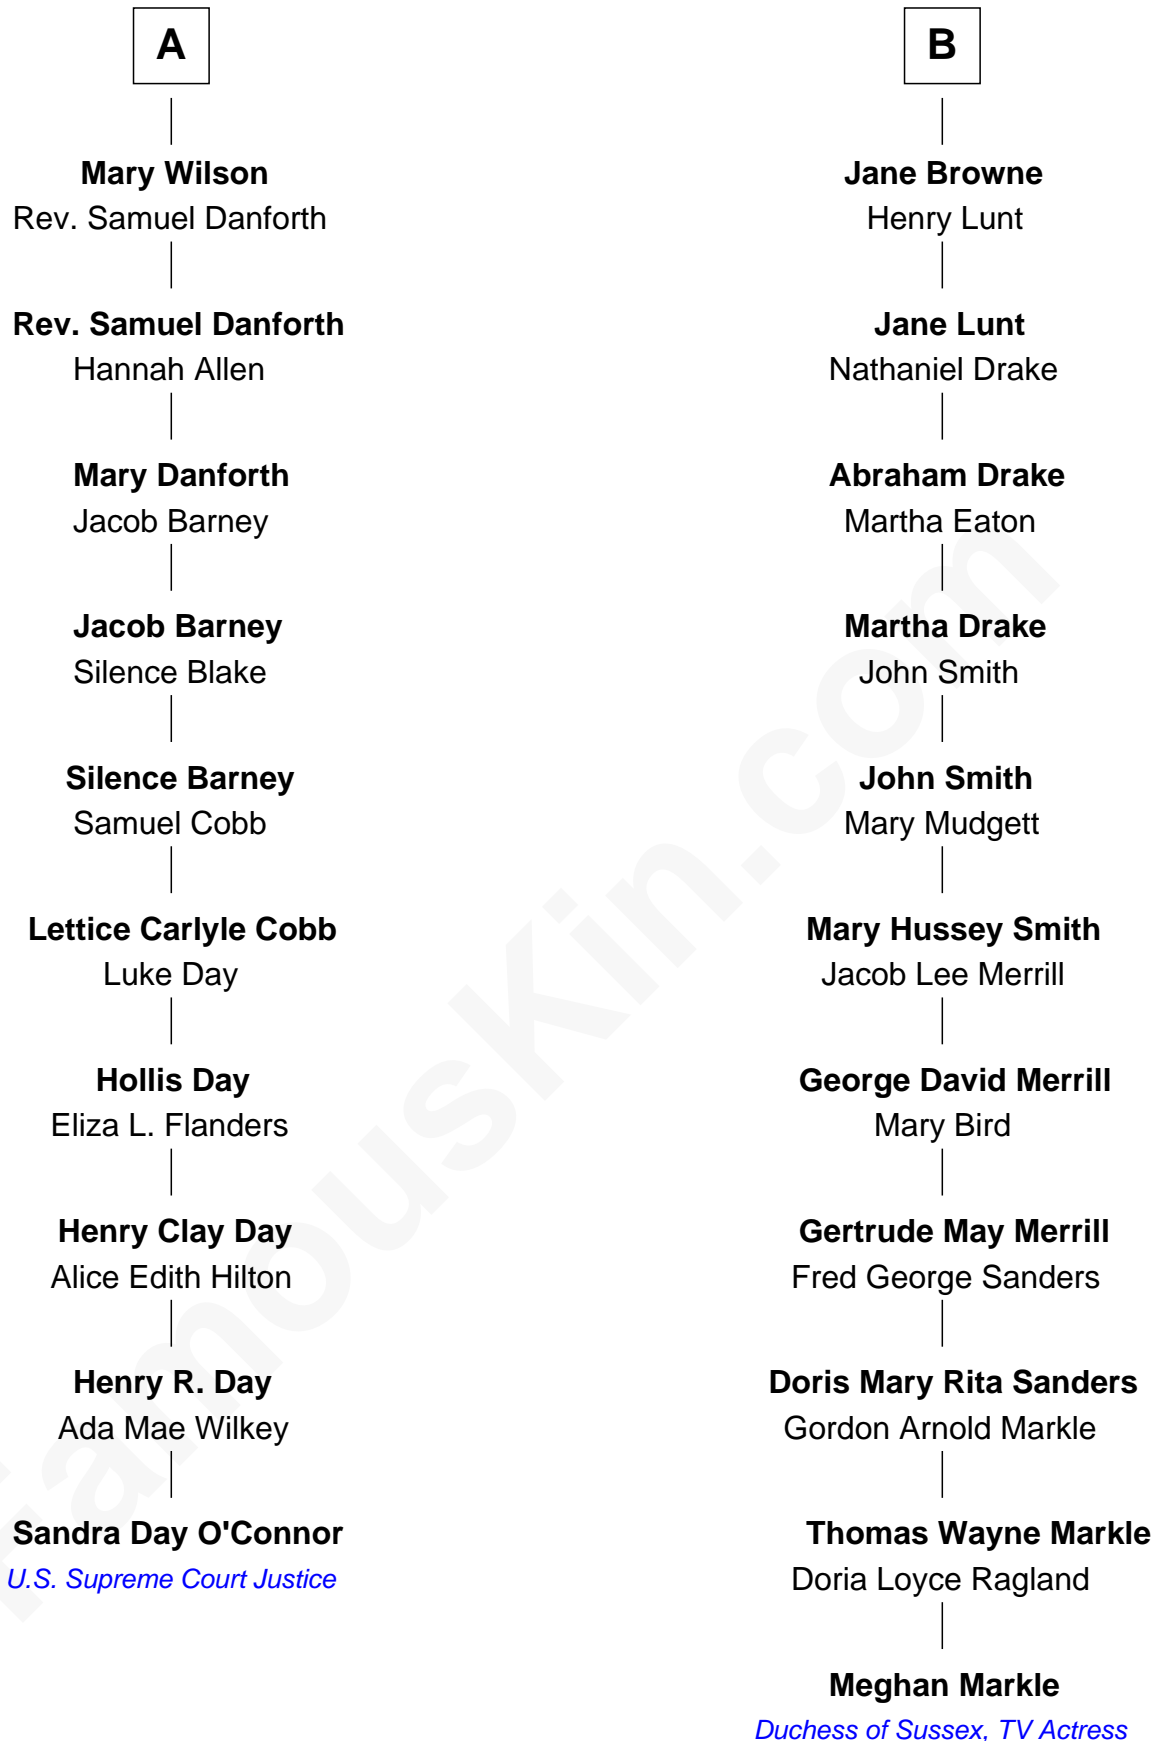 A
Mary Wilson
Rev. Samuel Danforth
Rev. Samuel Danforth
Hannah Allen
Mary Danforth
Jacob Barney
Jacob Barney
Silence Blake
Silence Barney
Samuel Cobb
Lettice Carlyle Cobb
Luke Day
Hollis Day
Eliza L. Flanders
Henry Clay Day
Alice Edith Hilton
Henry R. Day
Ada Mae Wilkey
Sandra Day O'Connor
U.S. Supreme Court Justice
B
Jane Browne
Henry Lunt
Jane Lunt
Nathaniel Drake
Abraham Drake
Martha Eaton
Martha Drake
John Smith
John Smith
Mary Mudgett
Mary Hussey Smith
Jacob Lee Merrill
George David Merrill
Mary Bird
Gertrude May Merrill
Fred George Sanders
Doris Mary Rita Sanders
Gordon Arnold Markle
Thomas Wayne Markle
Doria Loyce Ragland
Meghan Markle
Duchess of Sussex, TV Actress
FamousKin.com